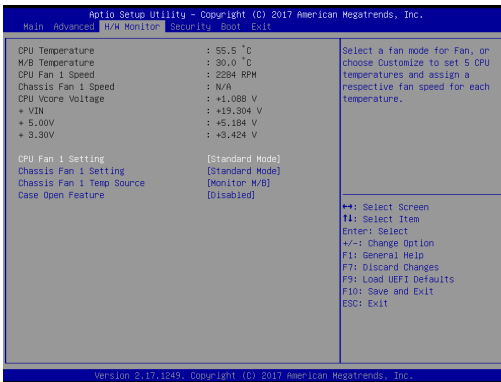 Aptio Setup Utility – Copyright (C) 2017 American Megatrends, Inc.
Main Advanced H/W Monitor Security Boot Exit
CPU Temperature : 55.5 °C
M/B Temperature : 30.0 °C
CPU Fan 1 Speed : 2284 RPM
Chassis Fan 1 Speed : N/A
CPU Vcore Voltage : +1.088 V
+ VIN : +19.304 V
+ 5.00V : +5.184 V
+ 3.30V : +3.424 V
CPU Fan 1 Setting [Standard Mode]
Chassis Fan 1 Setting [Standard Mode]
Chassis Fan 1 Temp Source [Monitor M/B]
Case Open Feature [Disabled]
Select a fan mode for Fan, or
choose Customize to set 5 CPU
temperatures and assign a
respective fan speed for each
temperature.
↔: Select Screen
↑↓: Select Item
Enter: Select
+/-: Change Option
F1: General Help
F7: Discard Changes
F9: Load UEFI Defaults
F10: Save and Exit
ESC: Exit
Version 2.17.1249. Copyright (C) 2017 American Megatrends, Inc.